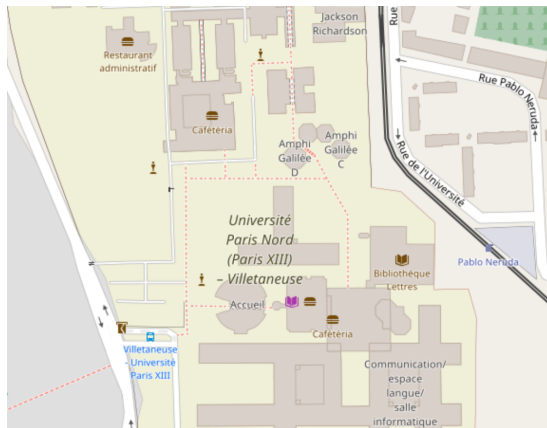 Jackson
Richardson
Rue
Restaurant
administratif
Rue Pablo Neruda
Cafétéria
Amphi
Galilée
D
Amphi
Galilée
C
Rue de l'Université
Université
Paris Nord
(Paris XIII)
– Villetaneuse
Bibliothèque
Lettres
Pablo Neruda
Accueil
Cafétéria
Villetaneuse
- Université
Paris XIII
Communication/
espace
langue/
salle
informatique